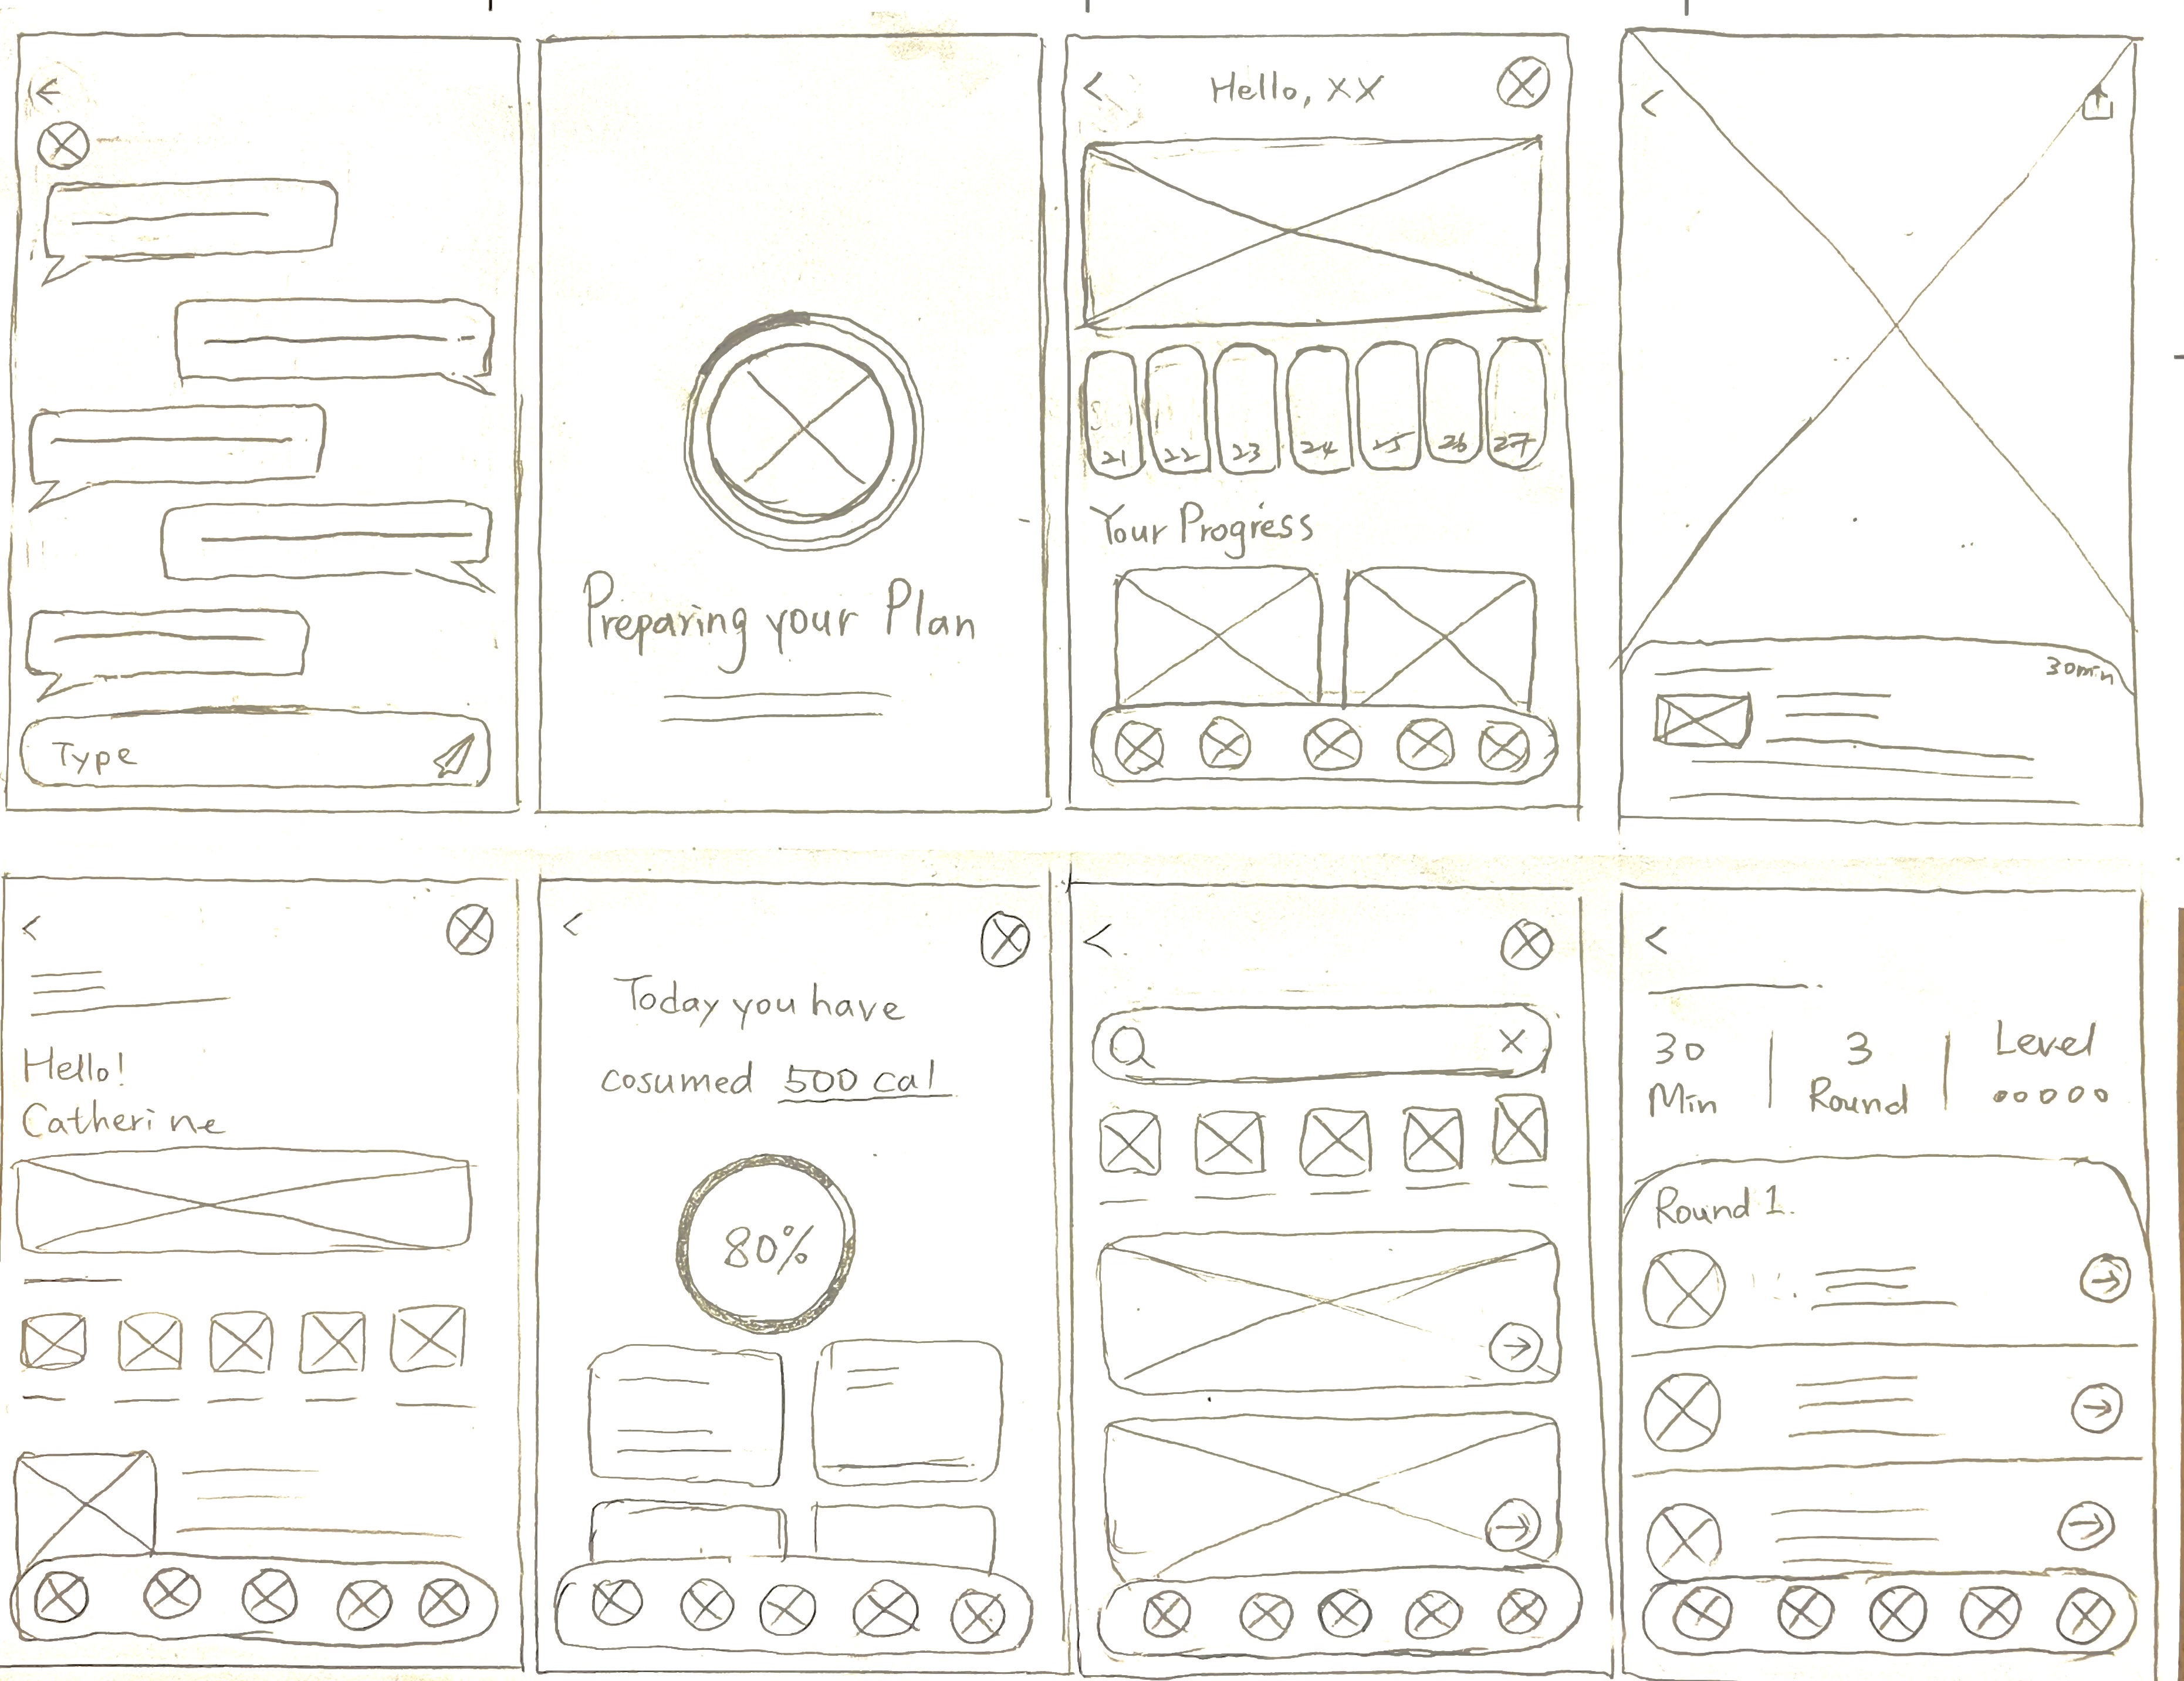 Type
Preparing your Plan
Hello, XX
21 22 23 24 25 26 27
Your Progress
30min
Hello!
Catherine
Today you have
cosumed 500 cal
80%
30
Min
3
Round
Level
Round 1.